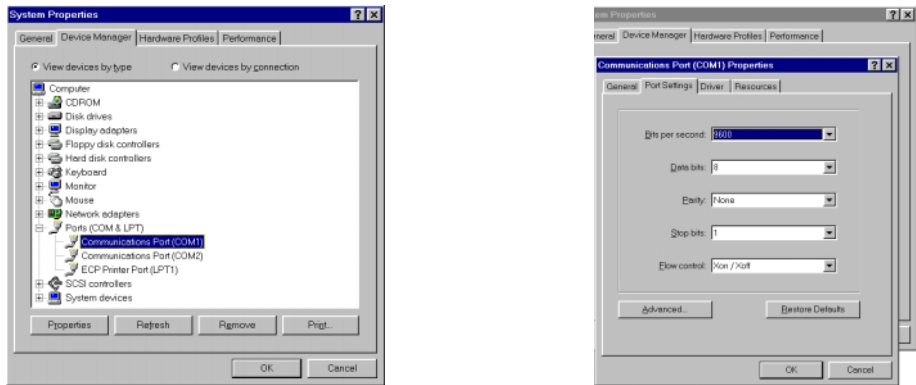 System Properties
General Device Manager Hardware Profiles Performance
View devices by type View devices by connection
Computer
CDROM
Disk drives
Display adapters
Floppy disk controllers
Hard disk controllers
Keyboard
Monitor
Mouse
Network adapters
Ports (COM & LPT)
Communications Port (COM1)
Communications Port (COM2)
ECP Printer Port (LPT1)
SCSI controllers
System devices
Properties Refresh Remove Print...
OK Cancel
em Properties
neral Device Manager Hardware Profiles Performance
Communications Port (COM1) Properties
General Port Settings Driver Resources
Bits per second: 9600
Data bits: 8
Parity: None
Stop bits: 1
Flow control: Xon / Xoff
Advanced... Restore Defaults
OK Cancel